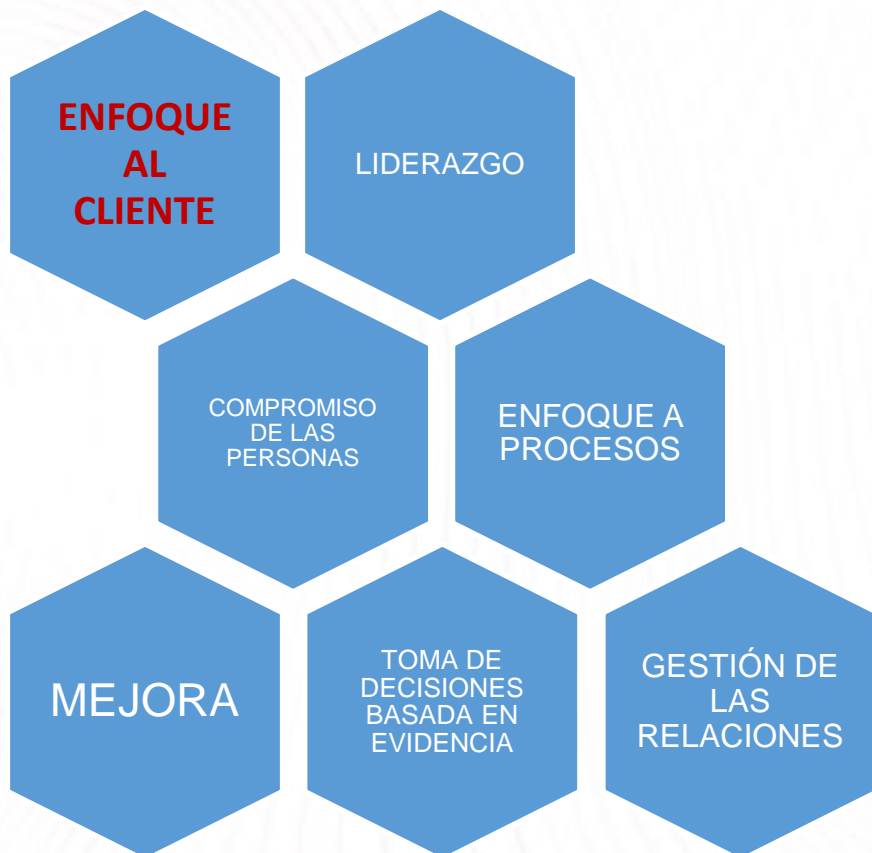 ENFOQUE
AL
CLIENTE
LIDERAZGO
COMPROMISO
DE LAS
PERSONAS
ENFOQUE A
PROCESOS
MEJORA
TOMA DE
DECISIONES
BASADA EN
EVIDENCIA
GESTIÓN DE
LAS
RELACIONES